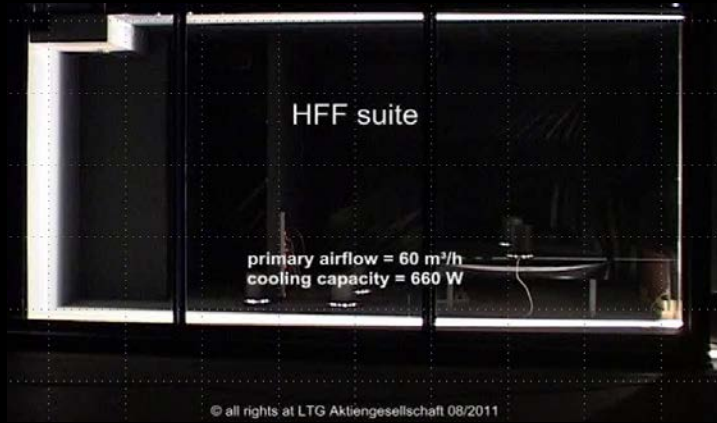 HFF suite
primary airflow = 60 m³/h
cooling capacity = 660 W
© all rights at LTG Aktiengesellschaft 08/2011